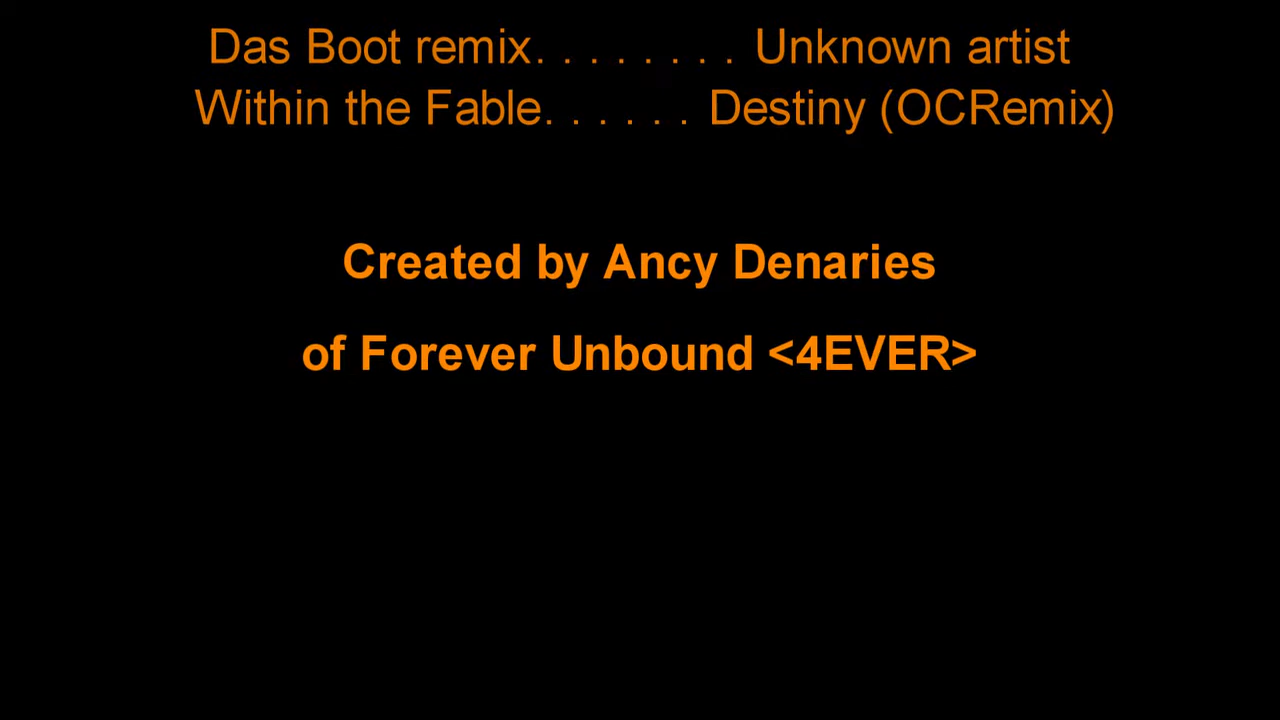 Das Boot remix. . . . . . . . Unknown artist
Within the Fable. . . . . . Destiny (OCRemix)
Created by Ancy Denaries
of Forever Unbound <4EVER>